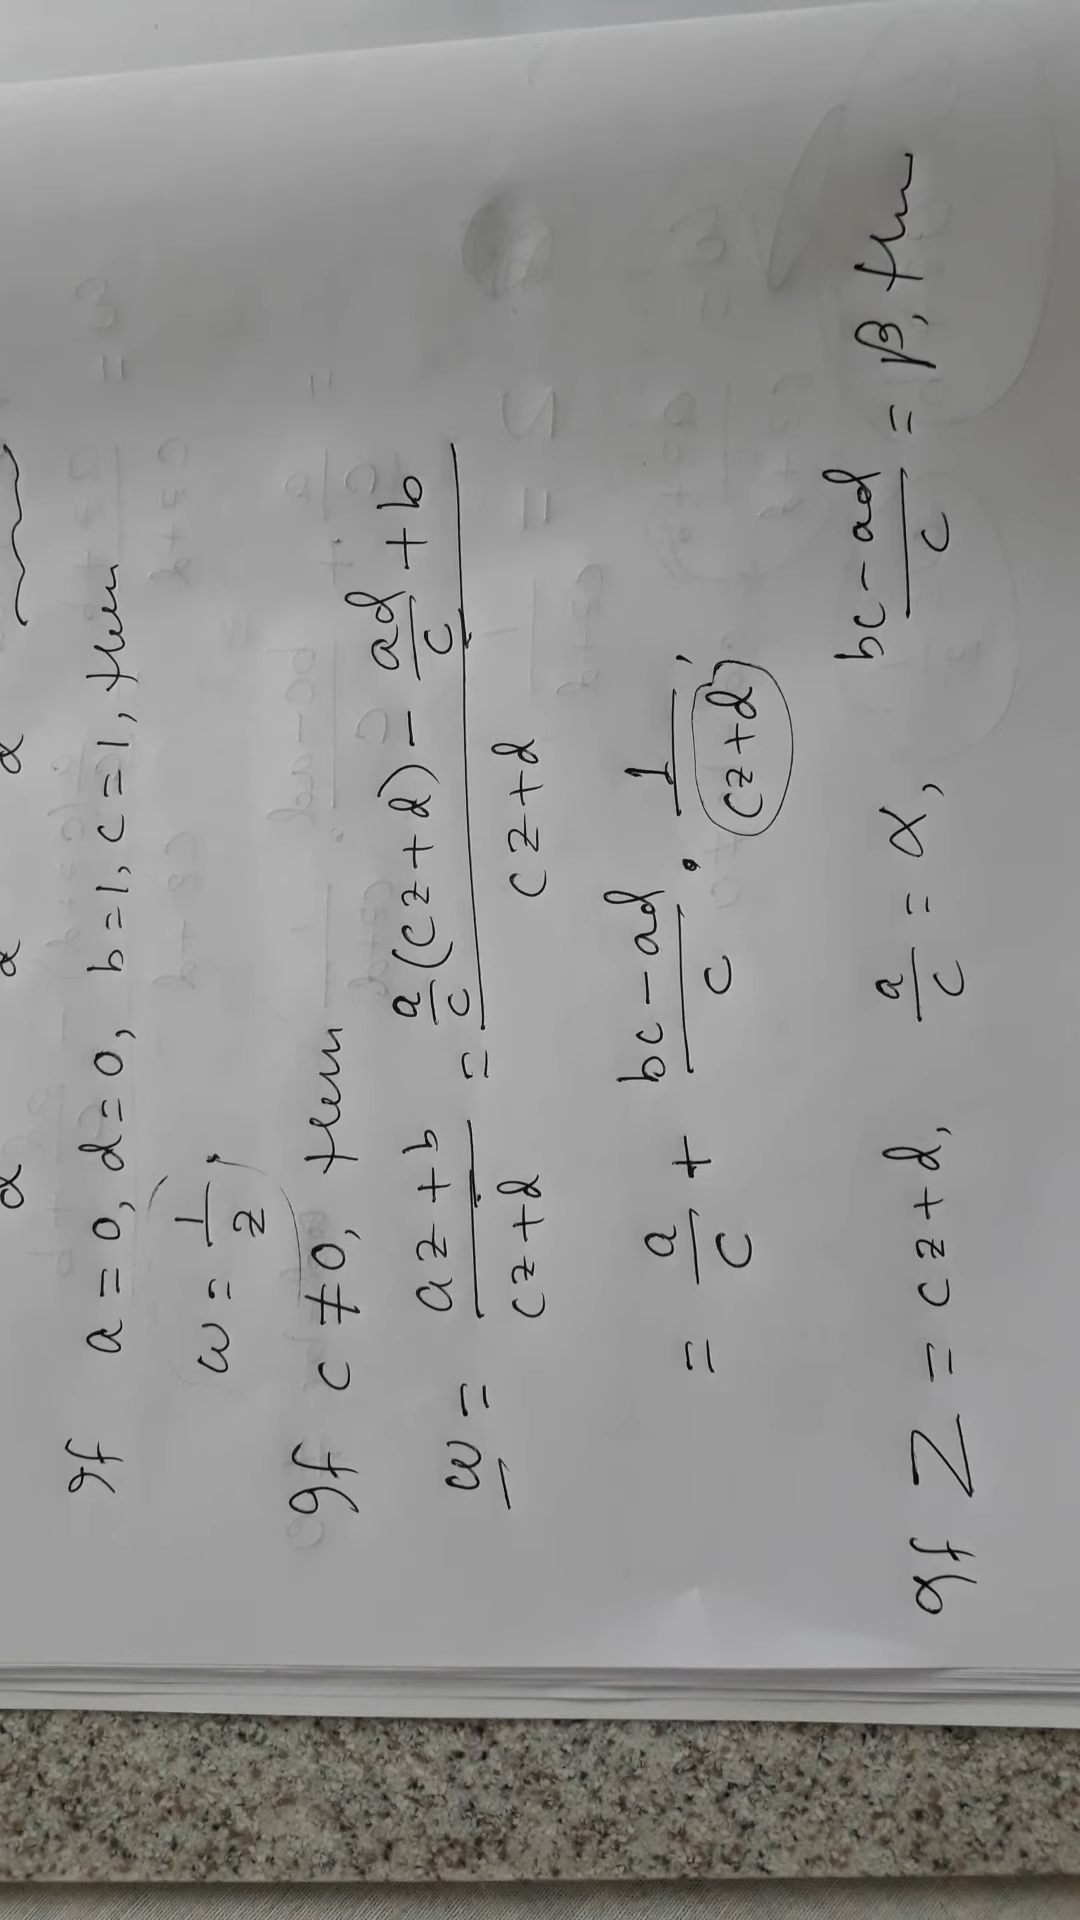 If a = 0, d = 0, b = 1, c = 1, then
w = 1/z,
If c ≠ 0, then
w = (az + b)/(cz + d) = (a/c (cz + d) - ad/c + b)/(cz + d)
= a/c + (bc - ad)/c · 1/(cz + d),
If Z = cz + d, a/c = α, (bc - ad)/c = β, then